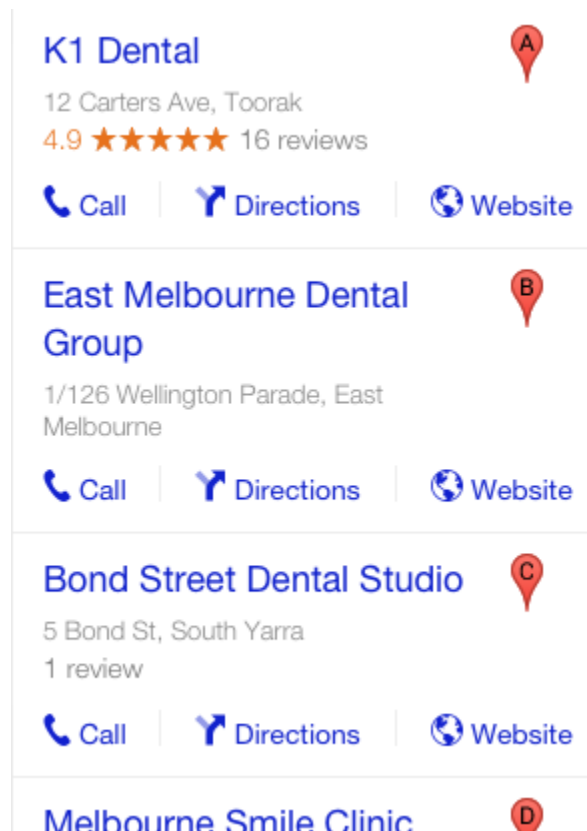 K1 Dental
A
12 Carters Ave, Toorak
4.9 ★★★★★ 16 reviews
Call Directions Website
East Melbourne Dental
B
Group
1/126 Wellington Parade, East
Melbourne
Call Directions Website
Bond Street Dental Studio
C
5 Bond St, South Yarra
1 review
Call Directions Website
Melbourne Smile Clinic
D